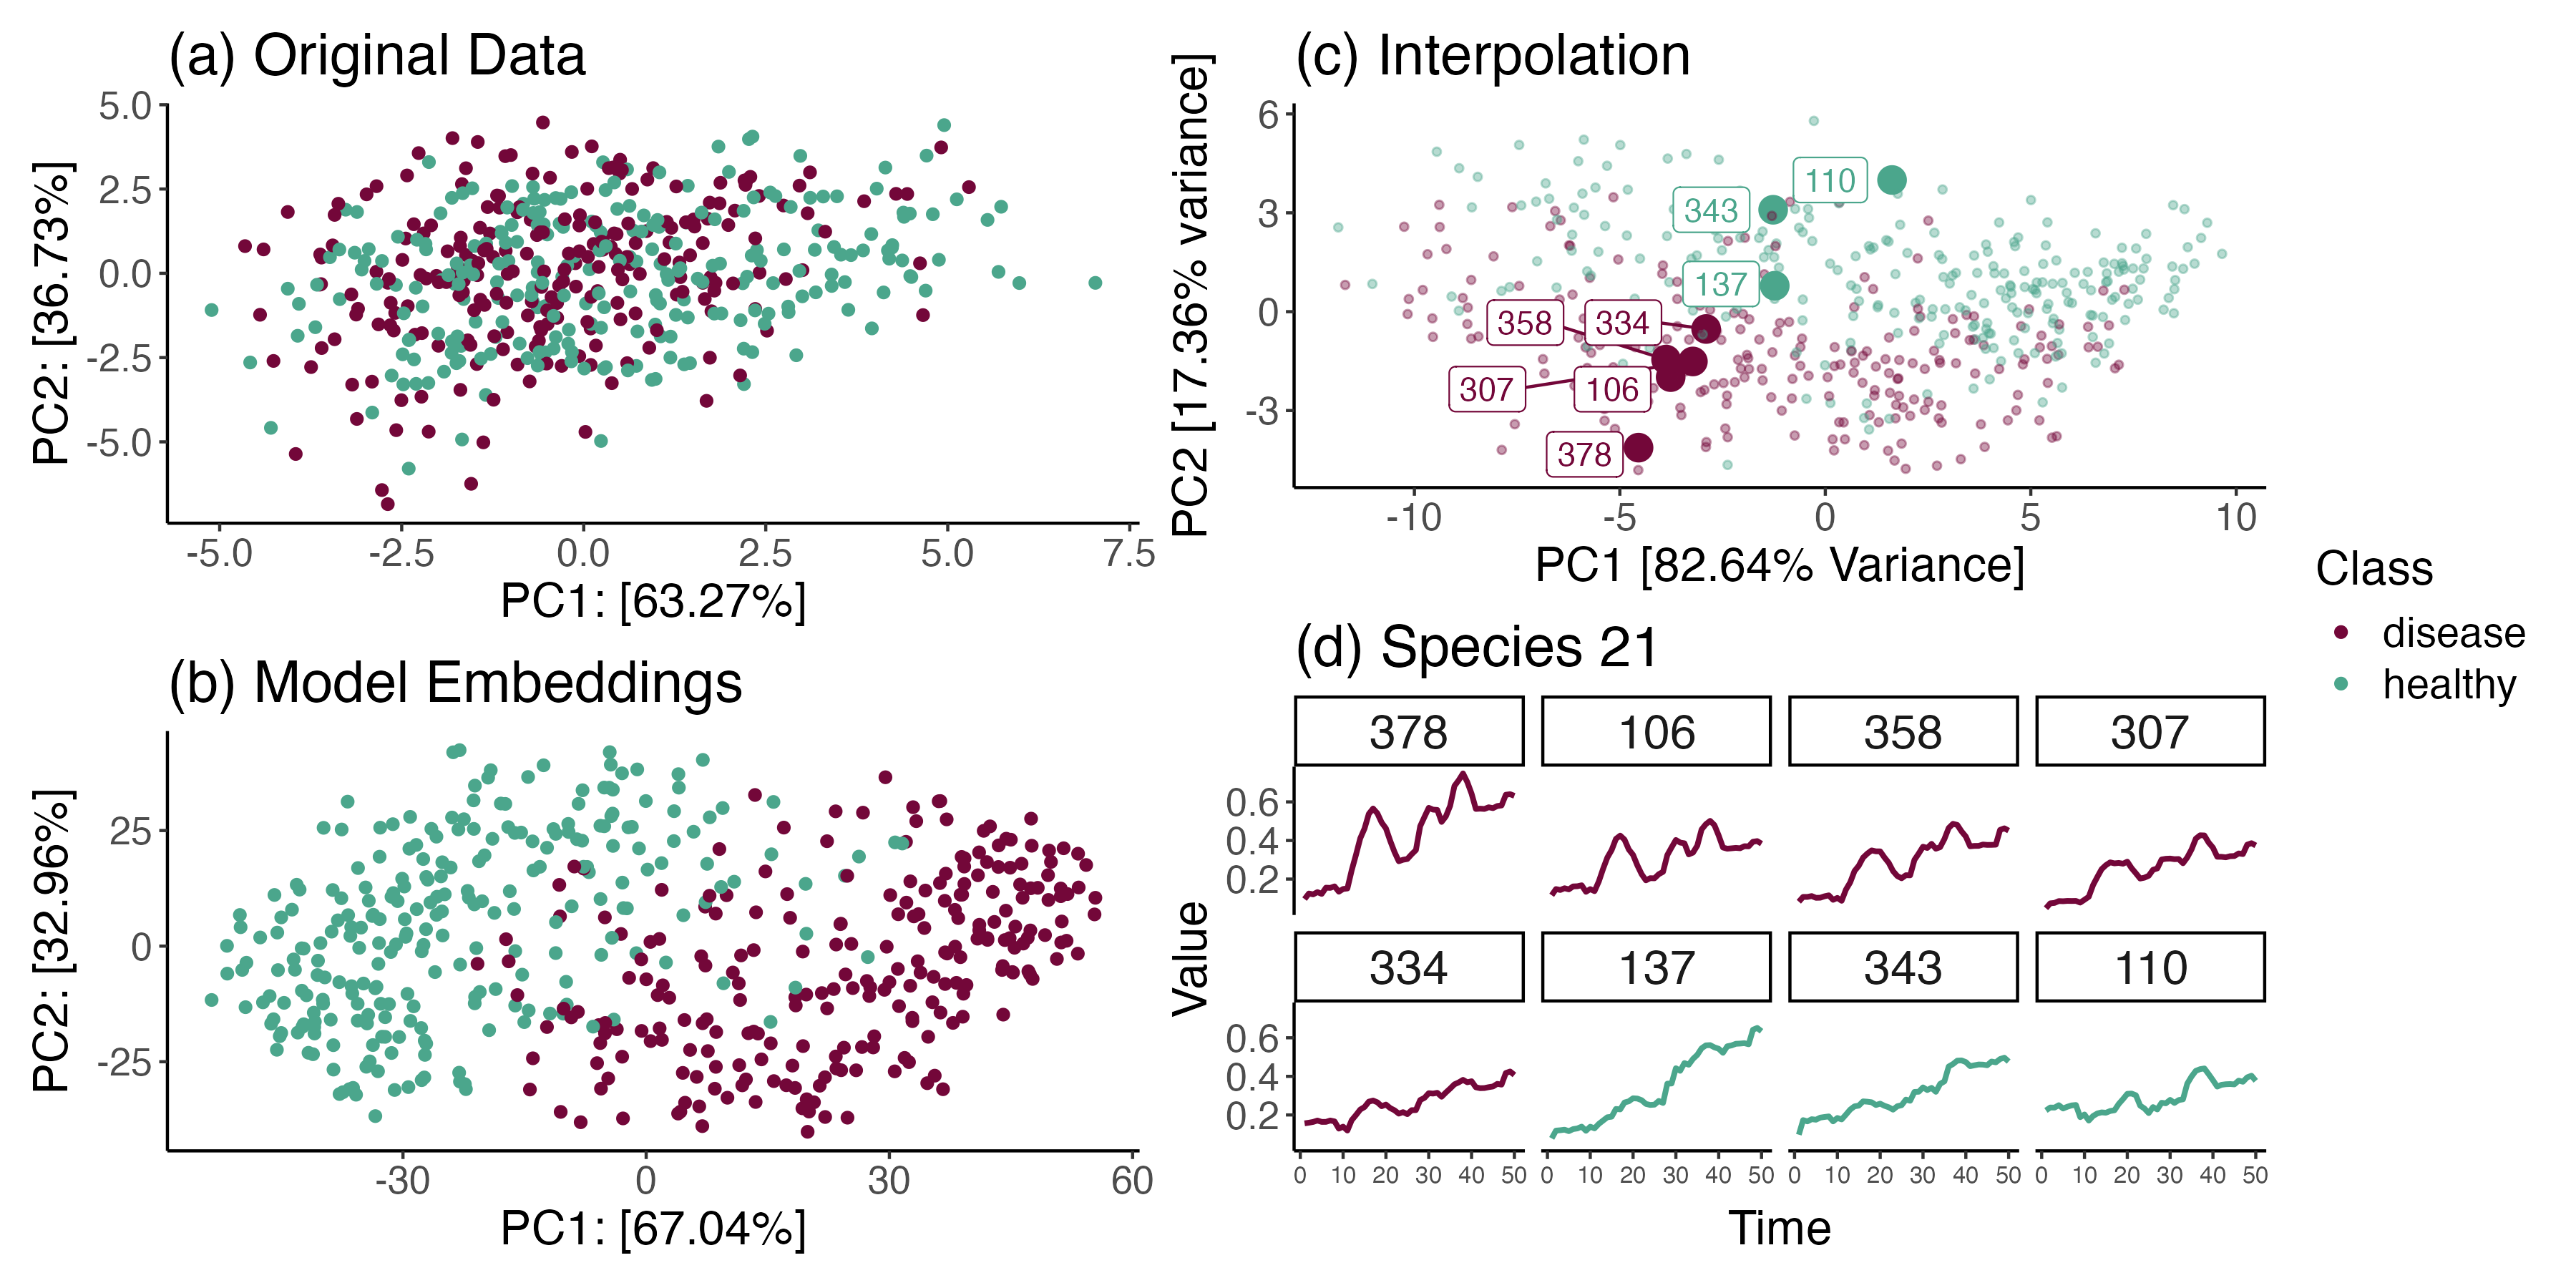 (a) Original Data
PC2: [36.73%]
5.0
2.5
0.0
-2.5
-5.0
-5.0 -2.5 0.0 2.5 5.0 7.5
PC1: [63.27%]
(b) Model Embeddings
PC2: [32.96%]
25
0
-25
-30 0 30 60
PC1: [67.04%]
(c) Interpolation
PC2 [17.36% variance]
6
3
0
-3
110
343
137
358 334
307 106
378
-10 -5 0 5 10
PC1 [82.64% Variance]
(d) Species 21
Value
378 106 358 307
0.6
0.4
0.2
334 137 343 110
0.6
0.4
0.2
0 10 20 30 40 50 0 10 20 30 40 50 0 10 20 30 40 50 0 10 20 30 40 50
Time
Class
disease
healthy